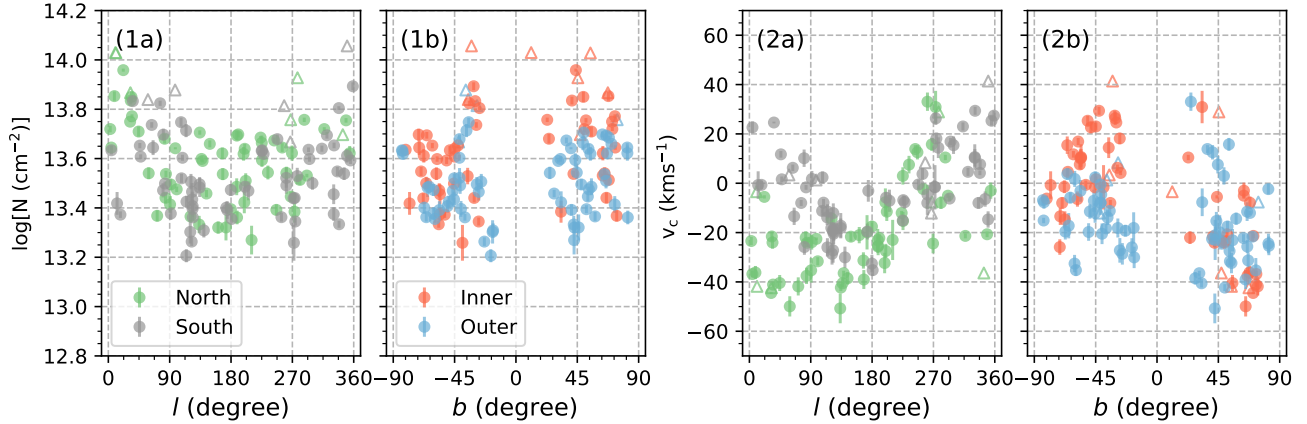 log[N (cm⁻²)]
14.2
14.0
13.8
13.6
13.4
13.2
13.0
12.8
(1a)
North
South
0 90 180 270 360
l (degree)
(1b)
Inner
Outer
−90 −45 0 45 90
b (degree)
v_c (kms⁻¹)
60
40
20
0
−20
−40
−60
(2a)
0 90 180 270 360
l (degree)
(2b)
−90 −45 0 45 90
b (degree)